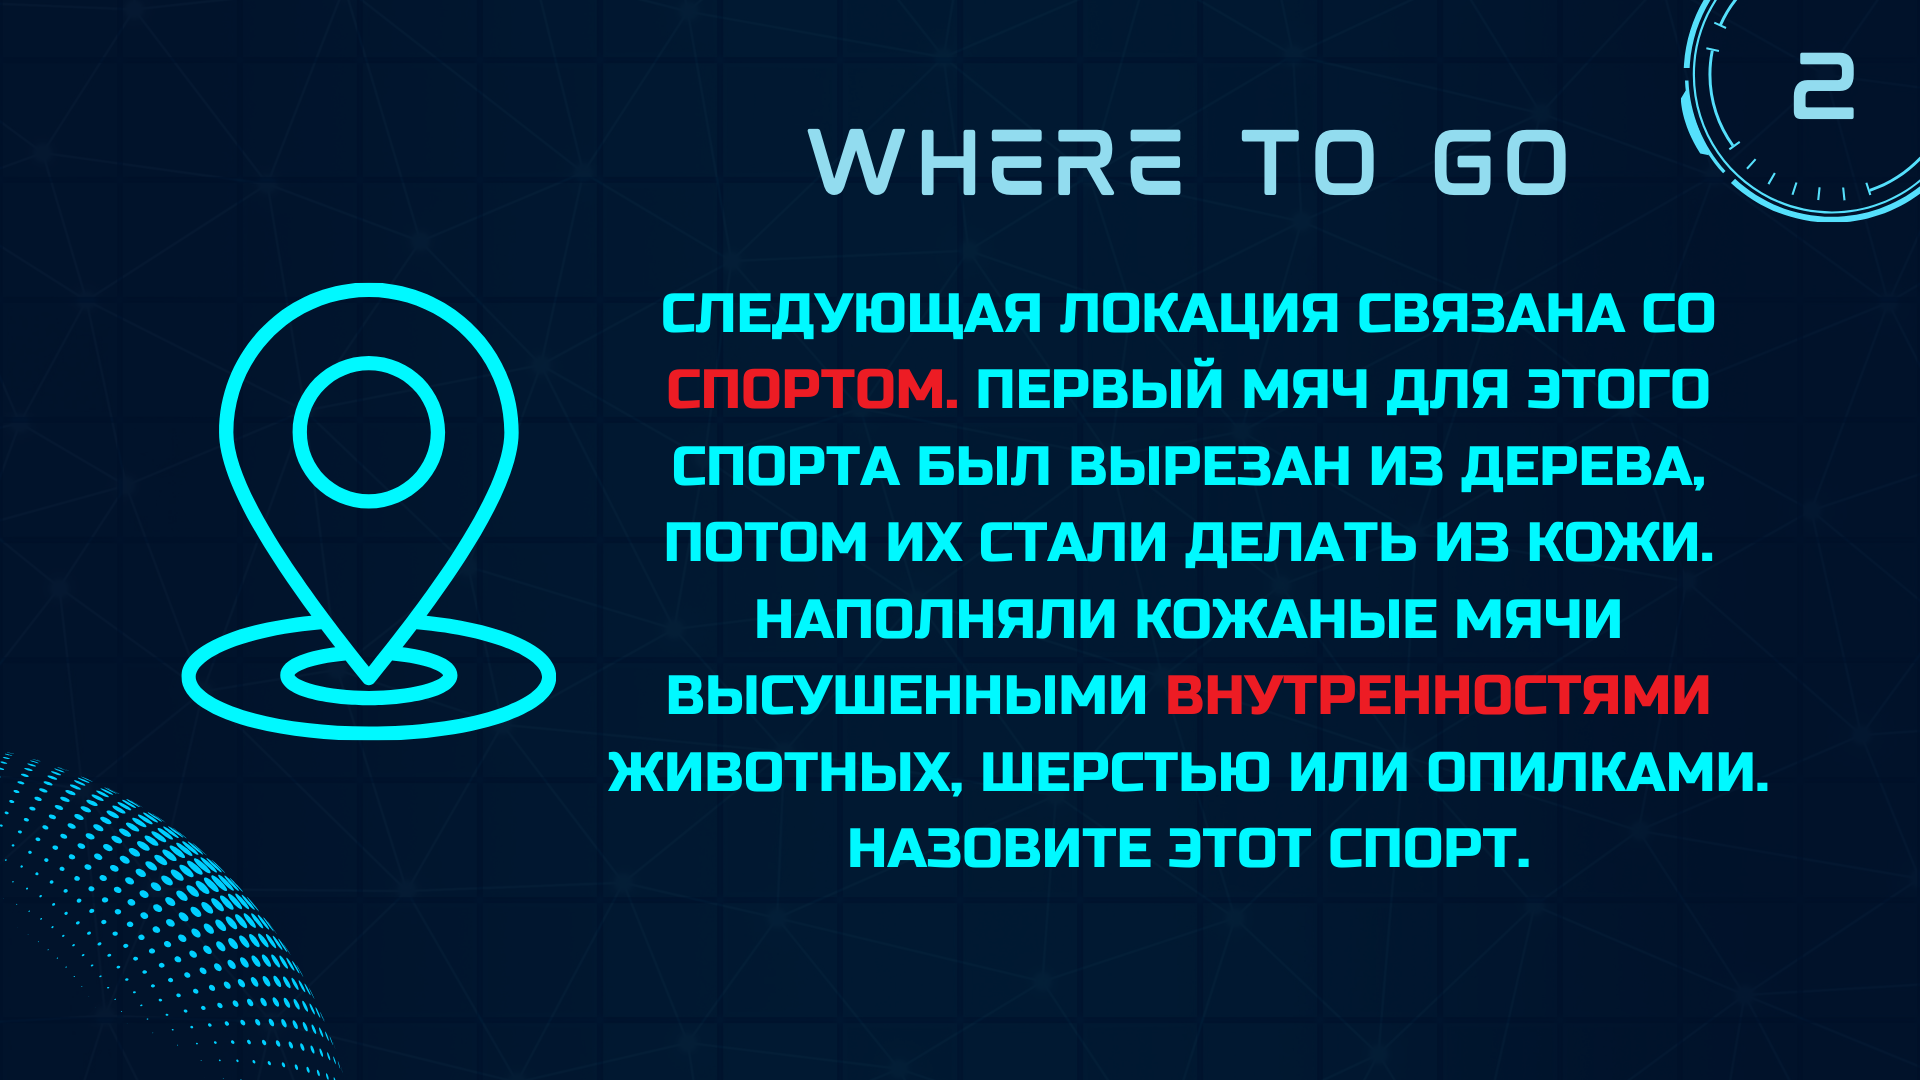 2
WHERE TO GO
СЛЕДУЮЩАЯ ЛОКАЦИЯ СВЯЗАНА СО
СПОРТОМ. ПЕРВЫЙ МЯЧ ДЛЯ ЭТОГО
СПОРТА БЫЛ ВЫРЕЗАН ИЗ ДЕРЕВА,
ПОТОМ ИХ СТАЛИ ДЕЛАТЬ ИЗ КОЖИ.
НАПОЛНЯЛИ КОЖАНЫЕ МЯЧИ
ВЫСУШЕННЫМИ ВНУТРЕННОСТЯМИ
ЖИВОТНЫХ, ШЕРСТЬЮ ИЛИ ОПИЛКАМИ.
НАЗОВИТЕ ЭТОТ СПОРТ.